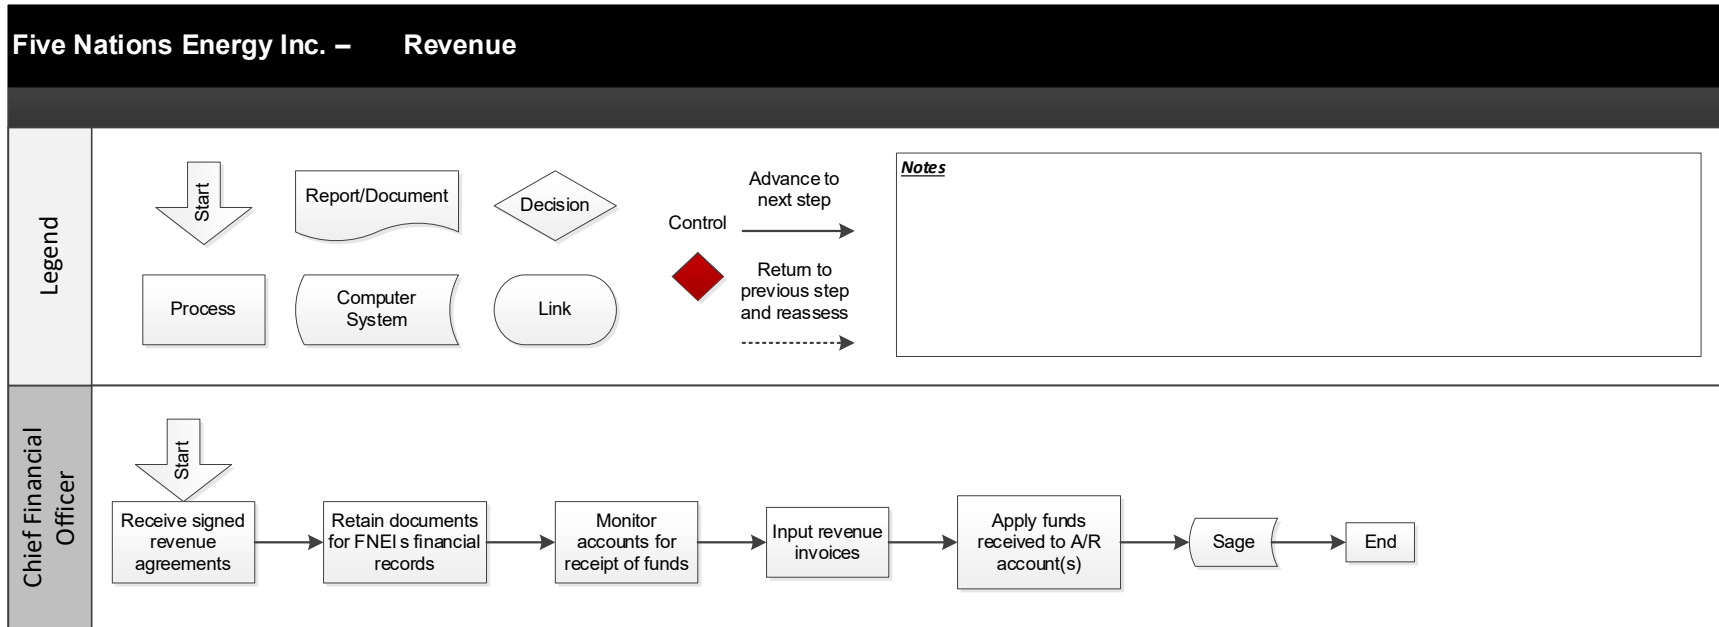 Five Nations Energy Inc. – Revenue
Legend
Start
Report/Document
Decision
Control
Advance to
next step
Process
Computer
System
Link
Return to
previous step
and reassess
Notes
Chief Financial
Officer
Start
Receive signed
revenue
agreements
Retain documents
for FNEI s financial
records
Monitor
accounts for
receipt of funds
Input revenue
invoices
Apply funds
received to A/R
account(s)
Sage
End